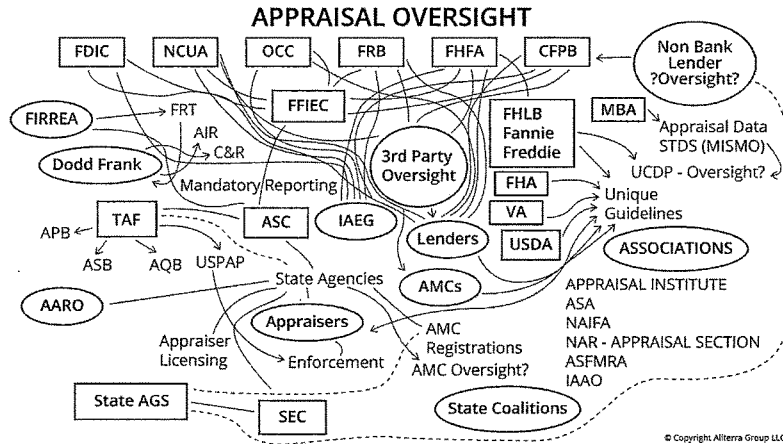 APPRAISAL OVERSIGHT
FDIC
NCUA
OCC
FRB
FHFA
CFPB
Non Bank
Lender
?Oversight?
FFIEC
FHLB
Fannie
Freddie
MBA
FIRREA
FRT
AIR
C&R
Dodd Frank
Mandatory Reporting
3rd Party
Oversight
Appraisal Data
STDS (MISMO)
UCDP - Oversight?
FHA
Unique
Guidelines
VA
USDA
TAF
ASC
IAEG
Lenders
APB
ASB
AQB
USPAP
ASSOCIATIONS
State Agencies
AMCs
AARO
Appraisers
APPRAISAL INSTITUTE
ASA
NAIFA
NAR - APPRAISAL SECTION
ASFMRA
IAAO
Appraiser
Licensing
Enforcement
AMC
Registrations
AMC Oversight?
State AGS
SEC
State Coalitions
© Copyright Allterra Group LLC